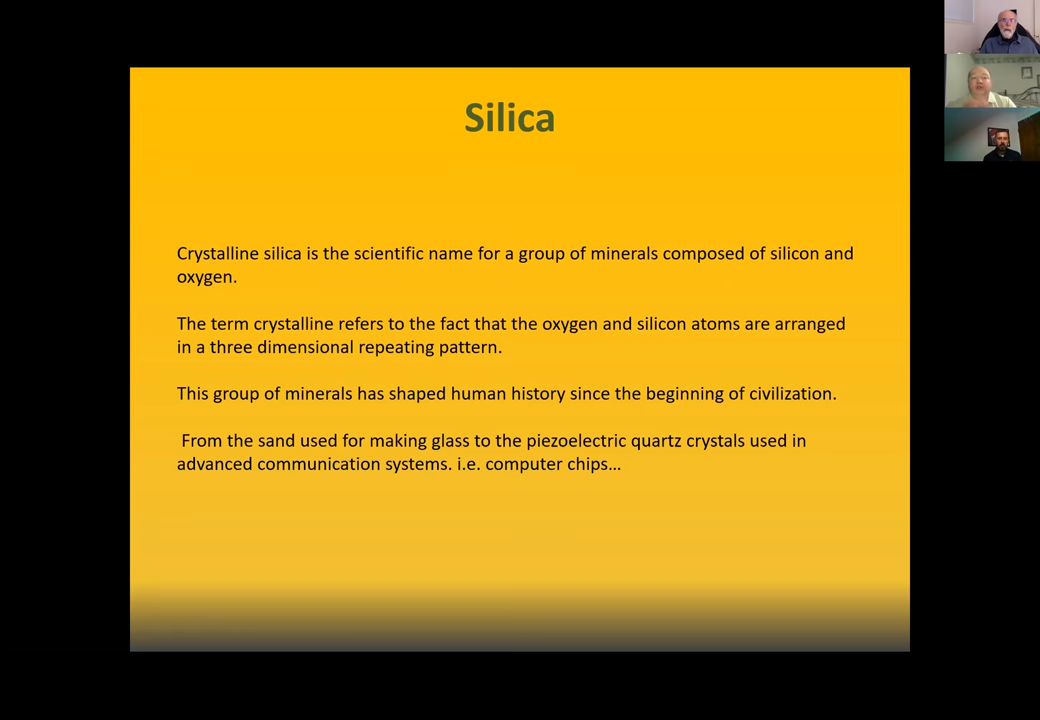 Silica
Crystalline silica is the scientific name for a group of minerals composed of silicon and
oxygen.
The term crystalline refers to the fact that the oxygen and silicon atoms are arranged
in a three dimensional repeating pattern.
This group of minerals has shaped human history since the beginning of civilization.
From the sand used for making glass to the piezoelectric quartz crystals used in
advanced communication systems. i.e. computer chips…